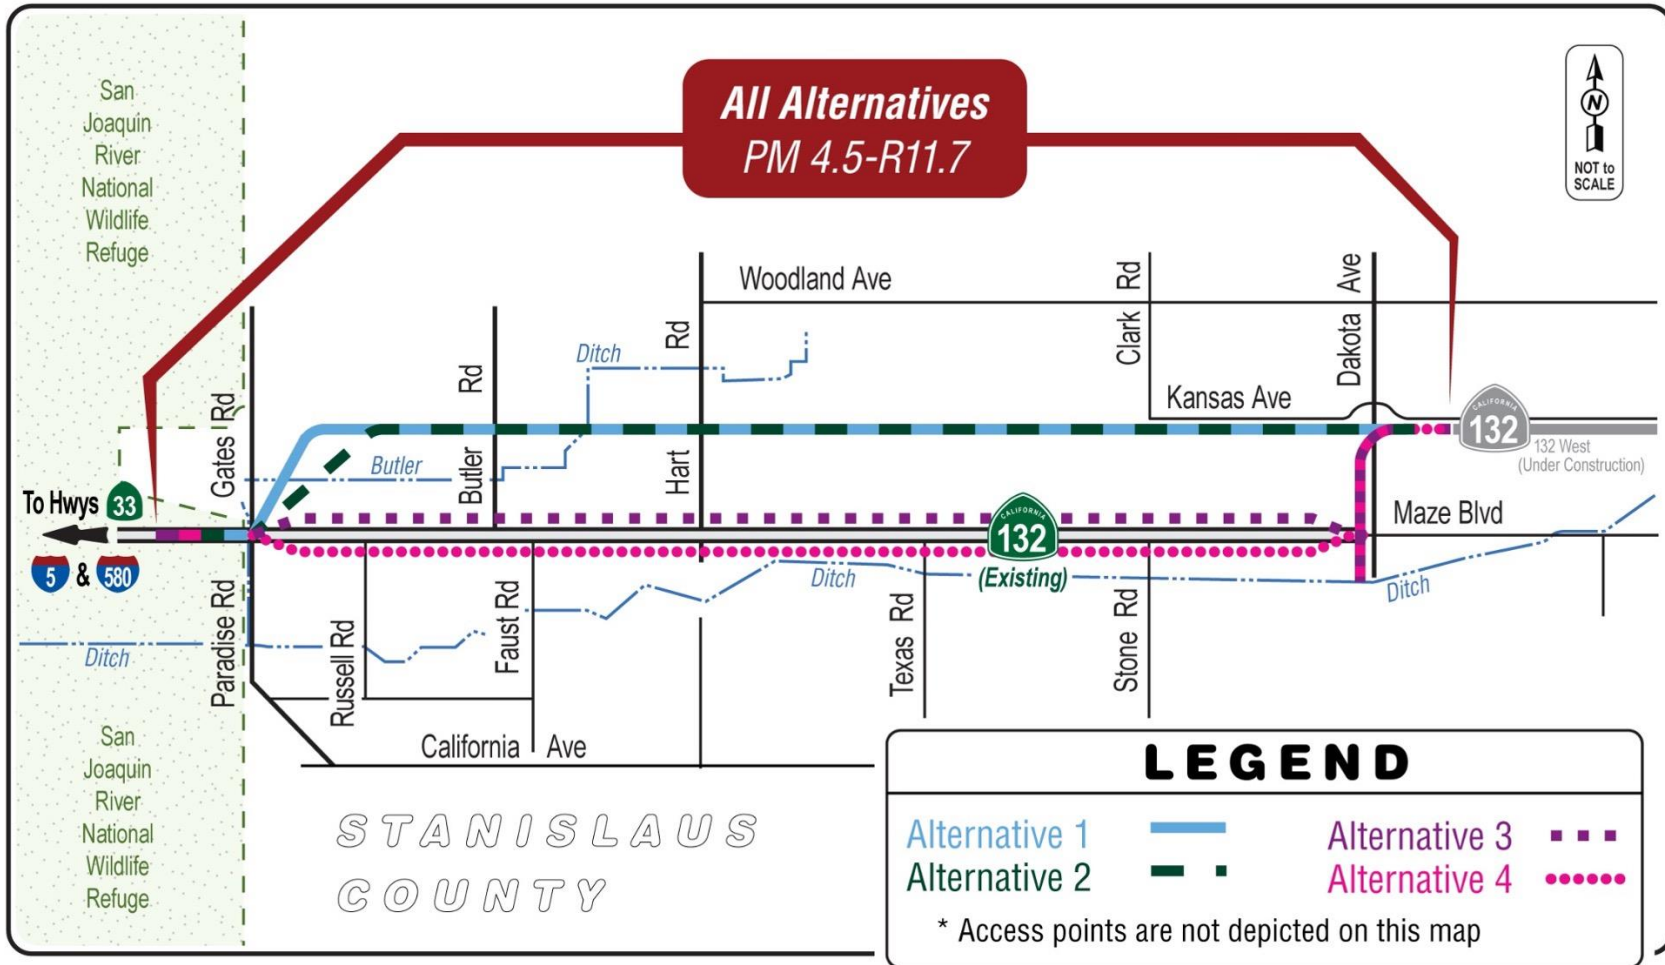 All Alternatives
PM 4.5-R11.7
N
NOT to
SCALE
San
Joaquin
River
National
Wildlife
Refuge
Woodland Ave
Clark Rd
Dakota Ave
Ditch
Hart Rd
Butler Rd
Gates Rd
Kansas Ave
Butler
CALIFORNIA
132
132 West
(Under Construction)
To Hwys 33
5 & 580
CALIFORNIA
132
(Existing)
Maze Blvd
Ditch
Ditch
Ditch
Paradise Rd
Russell Rd
Faust Rd
Texas Rd
Stone Rd
California Ave
San
Joaquin
River
National
Wildlife
Refuge
STANISLAUS
COUNTY
LEGEND
Alternative 1
Alternative 2
Alternative 3
Alternative 4
* Access points are not depicted on this map